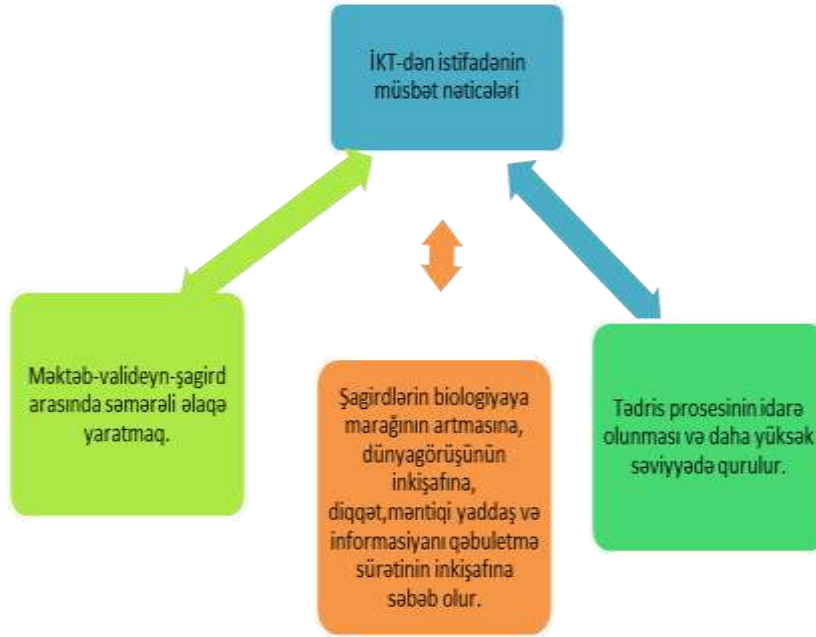 İKT-dən istifadənin
müsbət nəticələri
Məktəb-valideyn-şagird
arasında səmərəli əlaqə
yaratmaq.
Şagirdlərin biologiyaya
marağının artmasına,
dünyagörüşünün
inkişafına,
diqqət,məntiqi yaddaş və
informasiyanı qəbuletmə
sürətinin inkişafına
səbəb olur.
Tədris prosesinin idarə
olunması və daha yüksək
səviyyədə qurulur.